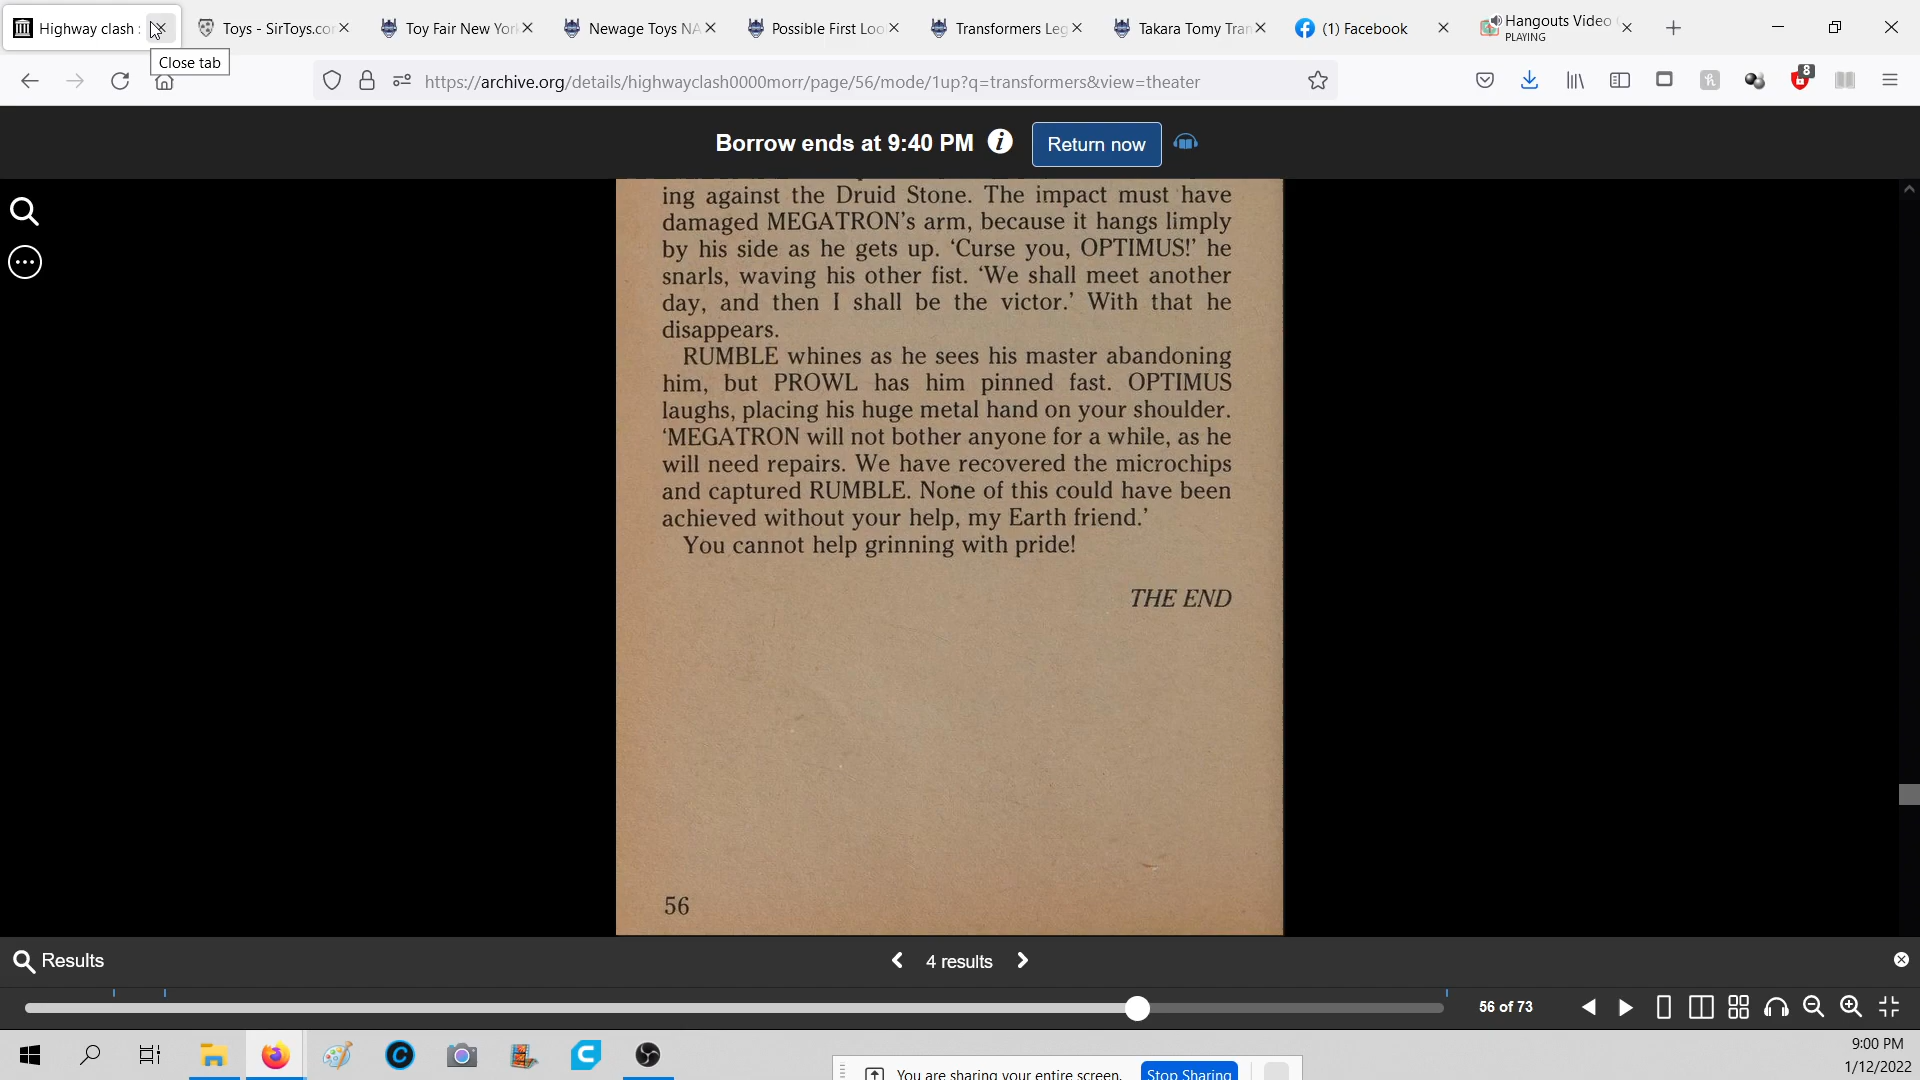 Highway clash :
Toys - SirToys.co
Toy Fair New Yor
Newage Toys NA
Possible First Loo
Transformers Leg
Takara Tomy Tran
(1) Facebook
Hangouts Video
PLAYING
Close tab
https://archive.org/details/highwayclash0000morr/page/56/mode/1up?q=transformers&view=theater
8
Borrow ends at 9:40 PM
Return now
ing against the Druid Stone. The impact must have
damaged MEGATRON’s arm, because it hangs limply
by his side as he gets up. ‘Curse you, OPTIMUS!’ he
snarls, waving his other fist. ‘We shall meet another
day, and then I shall be the victor.’ With that he
disappears.
RUMBLE whines as he sees his master abandoning
him, but PROWL has him pinned fast. OPTIMUS
laughs, placing his huge metal hand on your shoulder.
‘MEGATRON will not bother anyone for a while, as he
will need repairs. We have recovered the microchips
and captured RUMBLE. None of this could have been
achieved without your help, my Earth friend.’
You cannot help grinning with pride!
THE END
56
Results
4 results
56 of 73
9:00 PM
1/12/2022
You are sharing your entire screen.
Stop Sharing